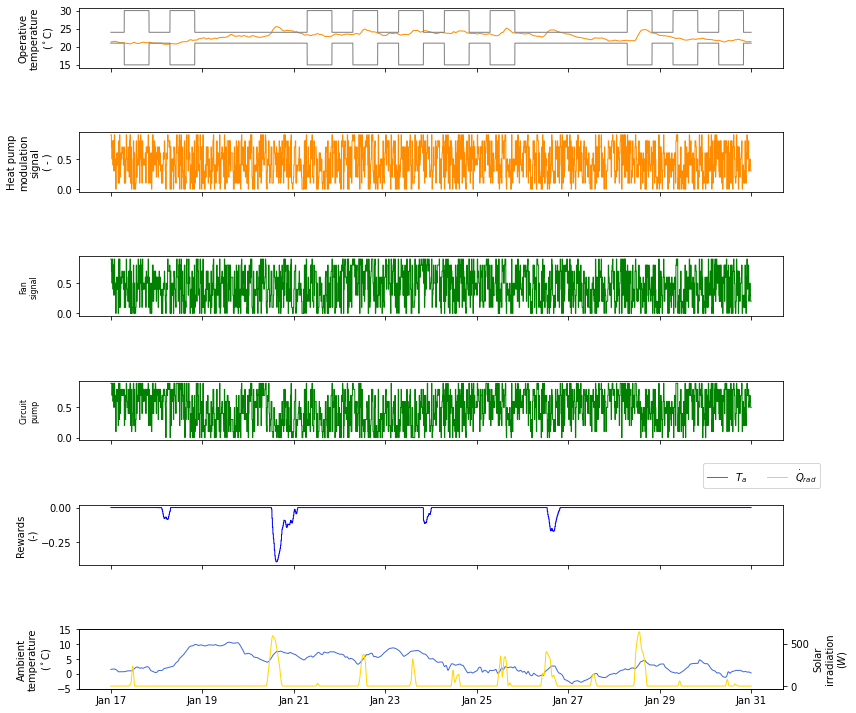 Operative
temperature
(°C)
30
25
20
15
Heat pump
modulation
signal
( - )
0.5
0.0
Fan
signal
0.5
0.0
Circuit
pump
0.5
0.0
T_a
Q̇_rad
Rewards
(-)
0.00
−0.25
Ambient
temperature
(°C)
15
10
5
0
−5
500
0
Solar
irradiation
(W)
Jan 17
Jan 19
Jan 21
Jan 23
Jan 25
Jan 27
Jan 29
Jan 31